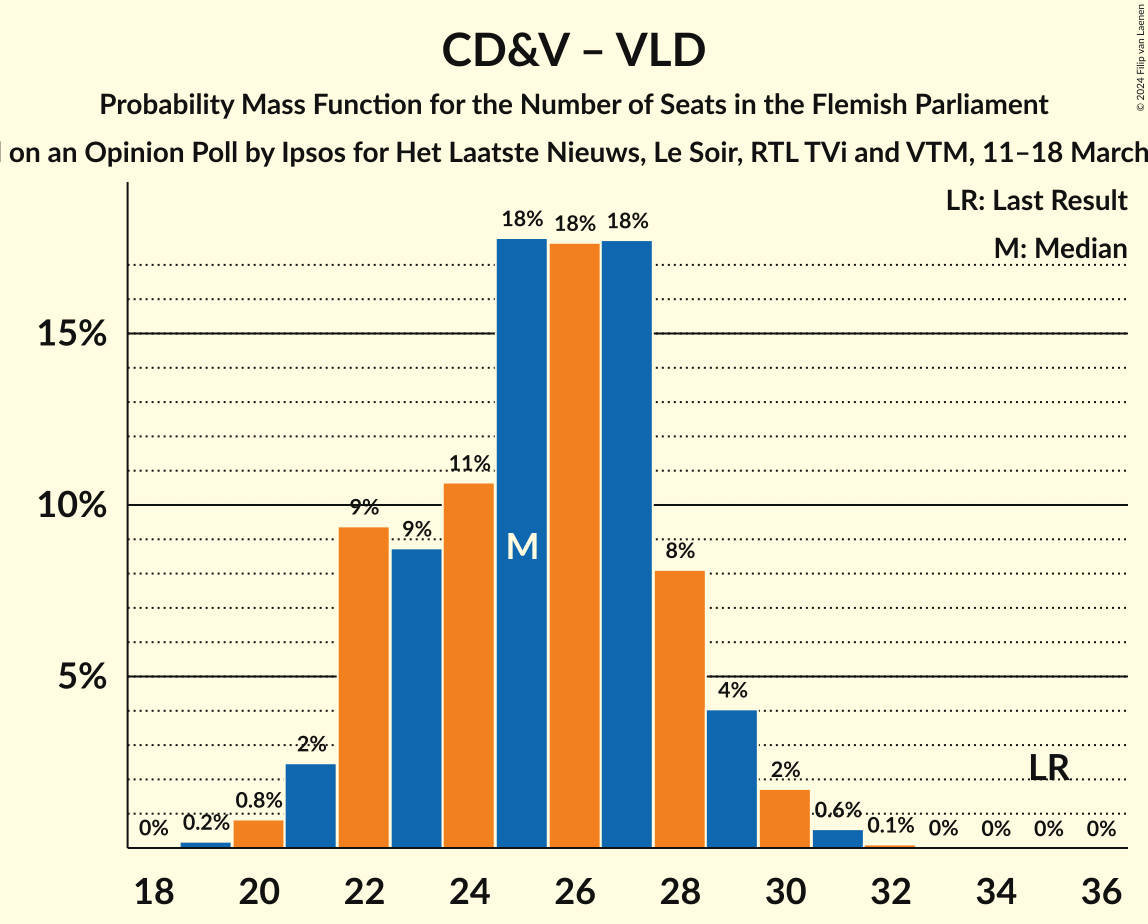 CD&V – VLD
Probability Mass Function for the Number of Seats in the Flemish Parliament
on an Opinion Poll by Ipsos for Het Laatste Nieuws, Le Soir, RTL TVi and VTM, 11–18 March
© 2024 Filip van Laenen
LR: Last Result
M: Median
18% 18% 18%
15%
11%
10%
9% 9%
M
8%
5%
4%
2%
LR
2%
0% 0.2% 0.8% 0.6% 0.1% 0% 0% 0% 0%
18 20 22 24 26 28 30 32 34 36